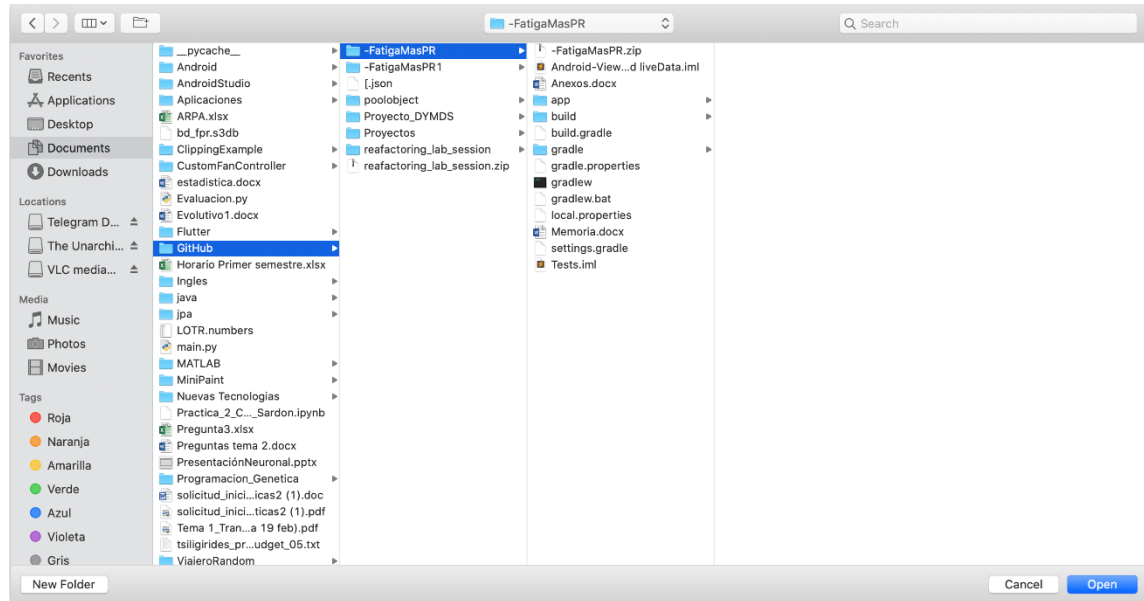 -FatigaMasPR
Search
Favorites
Recents
Applications
Desktop
Documents
Downloads
Locations
Telegram D...
The Unarchi...
VLC media...
Media
Music
Photos
Movies
Tags
Roja
Naranja
Amarilla
Verde
Azul
Violeta
Gris
__pycache__
Android
AndroidStudio
Aplicaciones
ARPA.xlsx
bd_fpr.s3db
ClippingExample
CustomFanController
estadistica.docx
Evaluacion.py
Evolutivo1.docx
Flutter
GitHub
Horario Primer semestre.xlsx
Ingles
java
jpa
LOTR.numbers
main.py
MATLAB
MiniPaint
Nuevas Tecnologias
Practica_2_C..._Sardon.ipynb
Pregunta3.xlsx
Preguntas tema 2.docx
PresentaciónNeuronal.pptx
Programacion_Genetica
solicitud_inici...icas2 (1).doc
solicitud_inici...ticas2 (1).pdf
Tema 1_Tran...a 19 feb).pdf
tsiligirides_pr...udget_05.txt
ViajeroRandom
-FatigaMasPR
-FatigaMasPR1
[.json
poolobject
Proyecto_DYMDS
Proyectos
reafactoring_lab_session
reafactoring_lab_session.zip
-FatigaMasPR.zip
Android-View...d liveData.iml
Anexos.docx
app
build
build.gradle
gradle
gradle.properties
gradlew
gradlew.bat
local.properties
Memoria.docx
settings.gradle
Tests.iml
New Folder
Cancel
Open